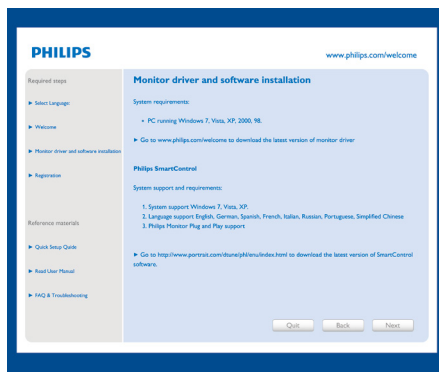 PHILIPS
www.philips.com/welcome
Required steps
Select Language:
Welcome
Monitor driver and software installation
Registration
Reference materials
Quick Setup Guide
Read User Manual
FAQ & Troubleshooting
Monitor driver and software installation
System requirements:
• PC running Windows 7, Vista, XP, 2000, 98.
Go to www.philips.com/welcome to download the latest version of monitor driver
Philips SmartControl
System support and requirements:
1. System support Windows 7, Vista, XP.
2. Language support English, German, Spanish, French, Italian, Russian, Portuguese, Simplified Chinese
3. Philips Monitor Plug and Play support
Go to http://www.portrait.com/dtune/phl/enu/index.html to download the latest version of SmartControl
software.
Quit
Back
Next